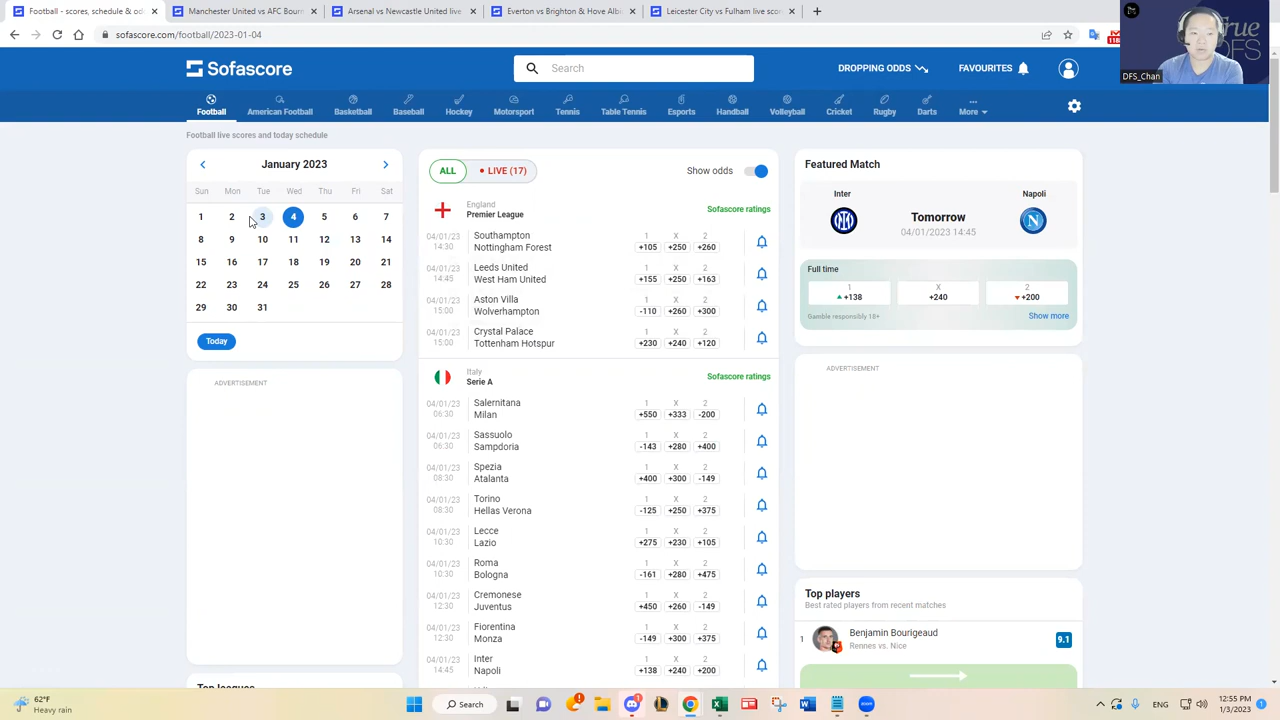 Football - scores, schedule & od
Manchester United vs AFC Bourn
Arsenal vs Newcastle United live
Everton vs Brighton & Hove Albi
Leicester City vs Fulham live scor
sofascore.com/football/2023-01-04
True
DFS
DFS_Chan
Sofascore
Search
DROPPING ODDS
FAVOURITES
Football
American Football
Basketball
Baseball
Hockey
Motorsport
Tennis
Table Tennis
Esports
Handball
Volleyball
Cricket
Rugby
Darts
More
Football live scores and today schedule
January 2023
Sun Mon Tue Wed Thu Fri Sat
1 2 3 4 5 6 7
8 9 10 11 12 13 14
15 16 17 18 19 20 21
22 23 24 25 26 27 28
29 30 31
Today
ADVERTISEMENT
Top leagues
ALL
LIVE (17)
Show odds
England
Premier League
Sofascore ratings
04/01/23 Southampton 1 X 2
14:30 Nottingham Forest +105 +250 +260
04/01/23 Leeds United 1 X 2
14:45 West Ham United +155 +250 +163
04/01/23 Aston Villa 1 X 2
15:00 Wolverhampton -110 +260 +300
04/01/23 Crystal Palace 1 X 2
15:00 Tottenham Hotspur +230 +240 +120
Italy
Serie A
Sofascore ratings
04/01/23 Salernitana 1 X 2
06:30 Milan +550 +333 -200
04/01/23 Sassuolo 1 X 2
06:30 Sampdoria -143 +280 +400
04/01/23 Spezia 1 X 2
08:30 Atalanta +400 +300 -149
04/01/23 Torino 1 X 2
08:30 Hellas Verona -125 +250 +375
04/01/23 Lecce 1 X 2
10:30 Lazio +275 +230 +105
04/01/23 Roma 1 X 2
10:30 Bologna -161 +280 +475
04/01/23 Cremonese 1 X 2
12:30 Juventus +450 +260 -149
04/01/23 Fiorentina 1 X 2
12:30 Monza -149 +300 +375
04/01/23 Inter 1 X 2
14:45 Napoli +138 +240 +200
Featured Match
Inter
Napoli
Tomorrow
04/01/2023 14:45
Full time
1 X 2
+138 +240 +200
Gamble responsibly 18+
Show more
ADVERTISEMENT
Top players
Best rated players from recent matches
1 Benjamin Bourigeaud 9.1
Rennes vs. Nice
62°F
Heavy rain
Search
ENG
12:55 PM
1/3/2023